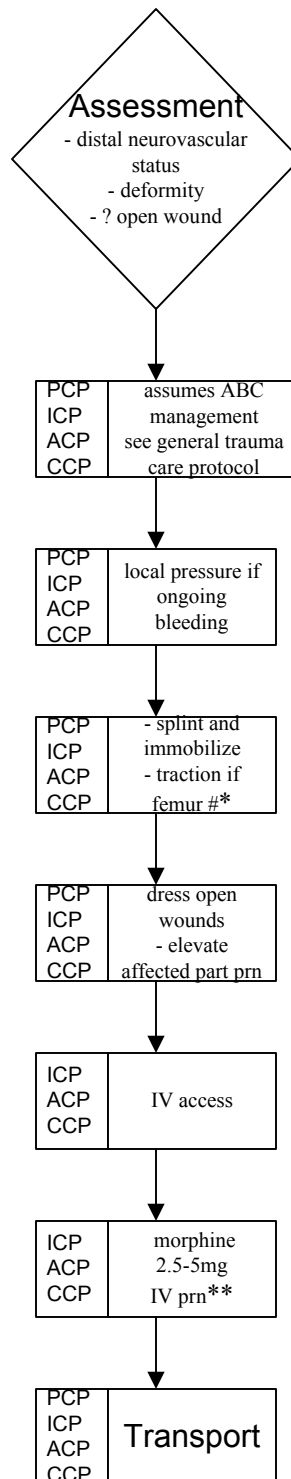 Assessment
- distal neurovascular
status
- deformity
- ? open wound
PCP
ICP
ACP
CCP
assumes ABC
management
see general trauma
care protocol
PCP
ICP
ACP
CCP
local pressure if
ongoing
bleeding
PCP
ICP
ACP
CCP
- splint and
immobilize
- traction if
femur #*
PCP
ICP
ACP
CCP
dress open
wounds
- elevate
affected part prn
ICP
ACP
CCP
IV access
ICP
ACP
CCP
morphine
2.5-5mg
IV prn**
PCP
ICP
ACP
CCP
Transport